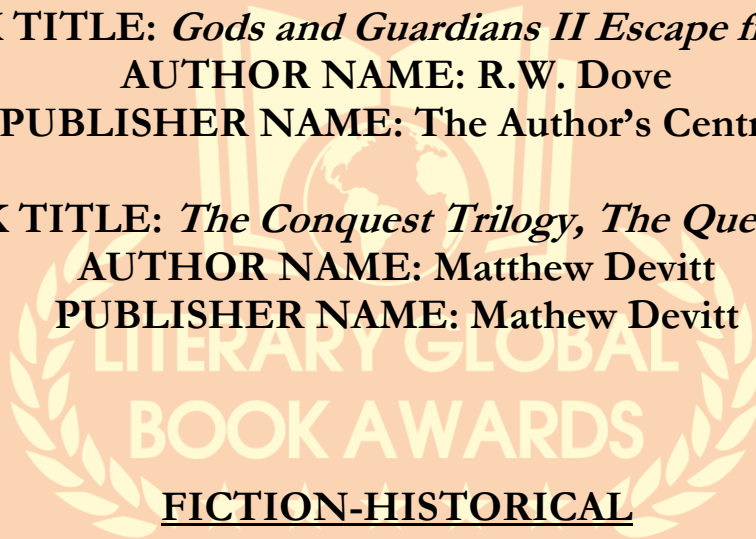 K TITLE: Gods and Guardians II Escape f
AUTHOR NAME: R.W. Dove
PUBLISHER NAME: The Author’s Centr
K TITLE: The Conquest Trilogy, The Que
AUTHOR NAME: Matthew Devitt
PUBLISHER NAME: Mathew Devitt
LITERARY GLOBAL
BOOK AWARDS
FICTION-HISTORICAL